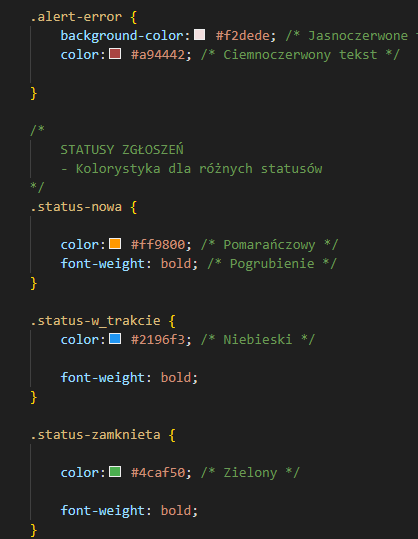 .alert-error {
background-color: #f2dede; /* Jasnoczerwone
color: #a94442; /* Ciemnoczerwony tekst */
}
/*
STATUSY ZGŁOSZEŃ
- Kolorystyka dla różnych statusów
*/
.status-nowa {
color: #ff9800; /* Pomarańczowy */
font-weight: bold; /* Pogrubienie */
}
.status-w_trakcie {
color: #2196f3; /* Niebieski */
font-weight: bold;
}
.status-zamknieta {
color: #4caf50; /* Zielony */
font-weight: bold;
}